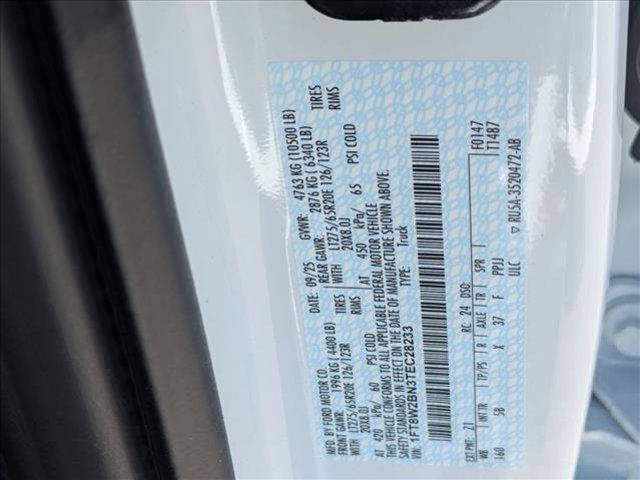 MFD. BY FORD MOTOR CO. DATE: 09/25 GVWR: 4763 KG (10500 LB)
FRONT GAWR: 1996 KG (4400 LB) REAR GAWR: 2876 KG (6340 LB)
WITH LT275/65R20E 126/123R TIRES WITH LT275/65R20E 126/123R TIRES
20X8.0J RIMS 20X8.0J RIMS
AT 420 kPa/ 60 PSI COLD AT 450 kPa/ 65 PSI COLD
THIS VEHICLE CONFORMS TO ALL APPLICABLE FEDERAL MOTOR VEHICLE
SAFETY STANDARDS IN EFFECT ON THE DATE OF MANUFACTURE SHOWN ABOVE.
VIN: 1FT8W2BN3TEC28233 TYPE: Truck
F0147
T1487
EXT PNT: Z1 RC: 24 DSO:
WB INT TR TP/PS R AXLE TR SPR
160 5B X 37 F PPJJ
ULC RU5A-3520472-AB